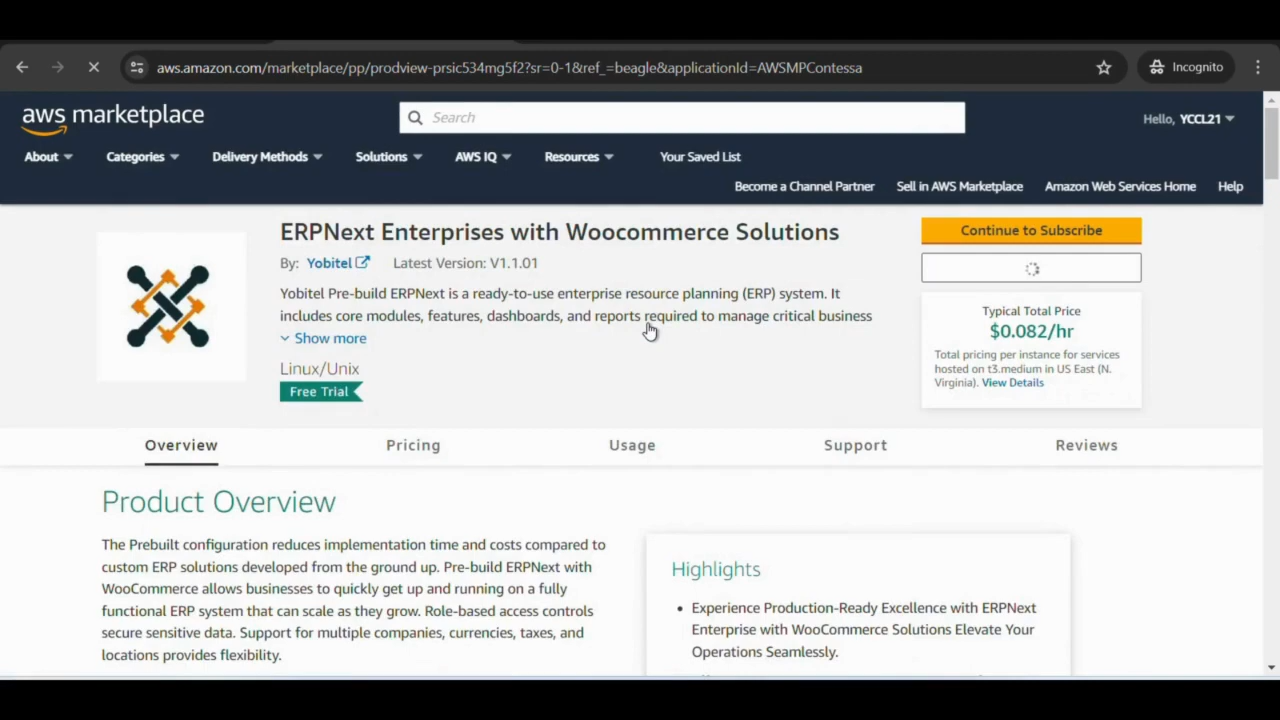 aws.amazon.com/marketplace/pp/prodview-prsic534mg5f2?sr=0-1&ref_=beagle&applicationId=AWSMPContessa
Incognito
aws marketplace
Search
Hello, YCCL21
About
Categories
Delivery Methods
Solutions
AWS IQ
Resources
Your Saved List
Become a Channel Partner
Sell in AWS Marketplace
Amazon Web Services Home
Help
ERPNext Enterprises with Woocommerce Solutions
By: Yobitel Latest Version: V1.1.01
Yobitel Pre-build ERPNext is a ready-to-use enterprise resource planning (ERP) system. It
includes core modules, features, dashboards, and reports required to manage critical business
Show more
Linux/Unix
Free Trial
Continue to Subscribe
Typical Total Price
$0.082/hr
Total pricing per instance for services
hosted on t3.medium in US East (N.
Virginia). View Details
Overview
Pricing
Usage
Support
Reviews
Product Overview
The Prebuilt configuration reduces implementation time and costs compared to
custom ERP solutions developed from the ground up. Pre-build ERPNext with
WooCommerce allows businesses to quickly get up and running on a fully
functional ERP system that can scale as they grow. Role-based access controls
secure sensitive data. Support for multiple companies, currencies, taxes, and
locations provides flexibility.
Highlights
• Experience Production-Ready Excellence with ERPNext
Enterprise with WooCommerce Solutions Elevate Your
Operations Seamlessly.